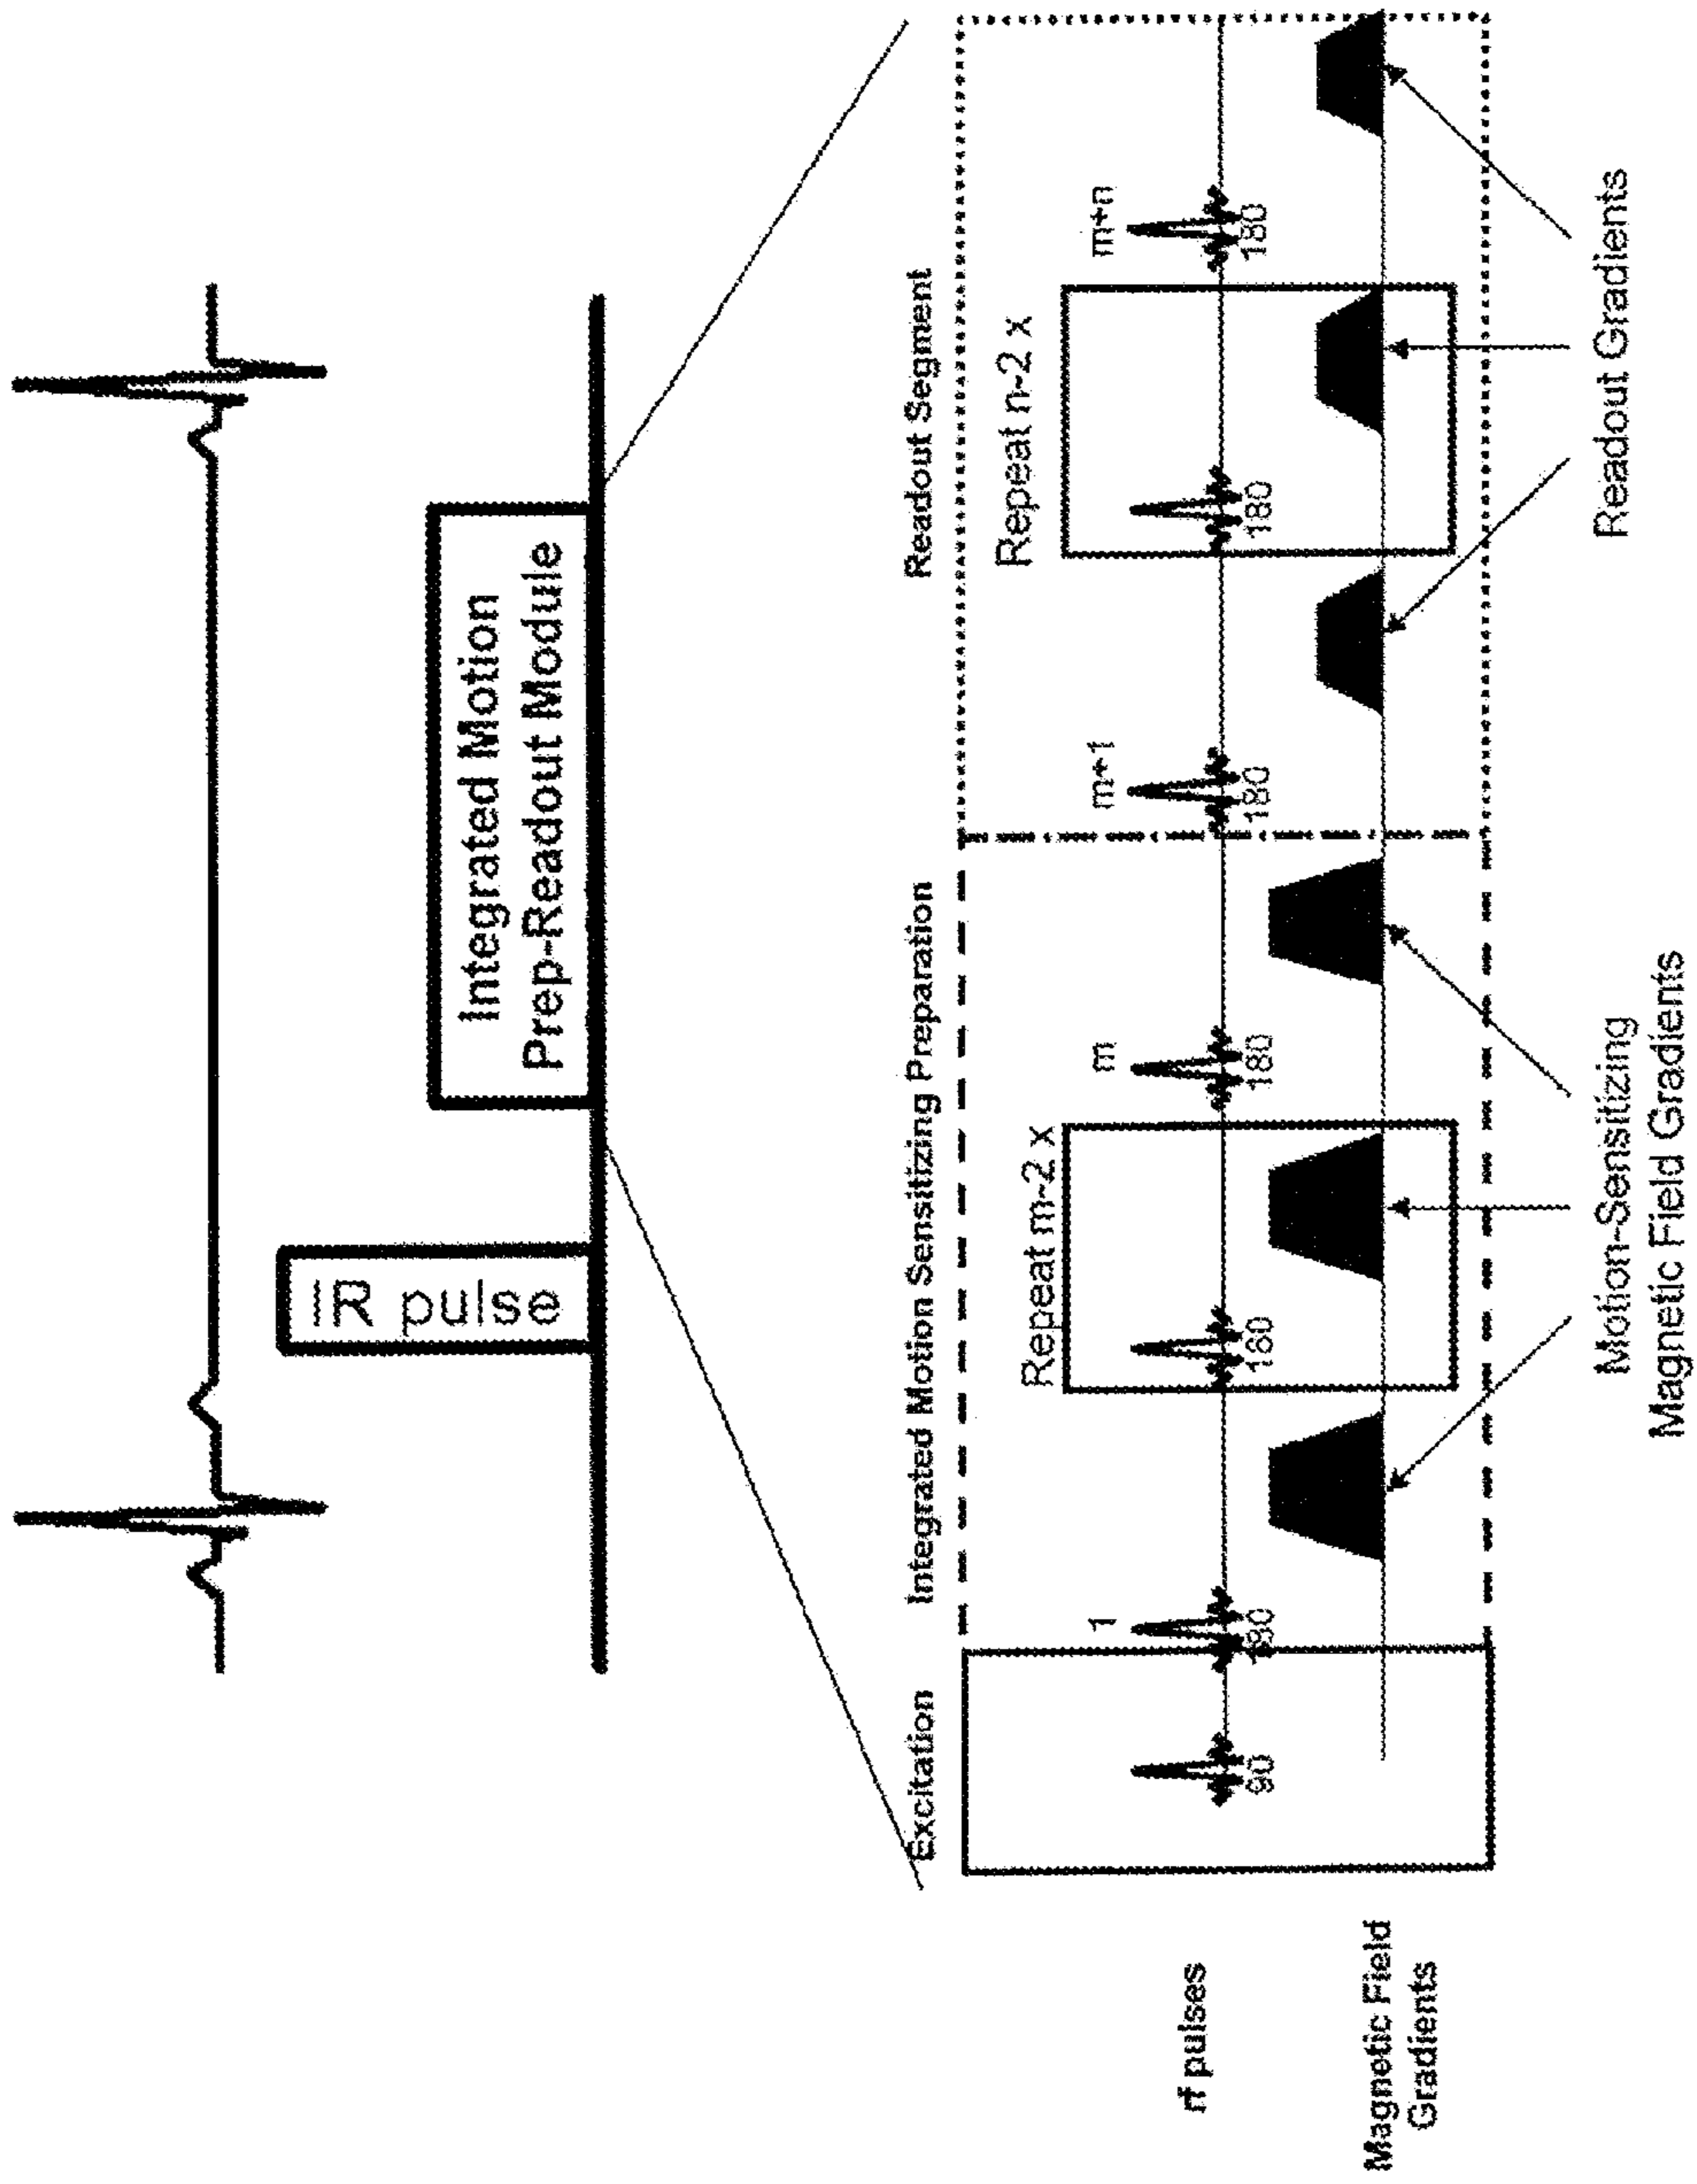 IR pulse
Integrated Motion
Prep-Readout Module
Excitation
Integrated Motion Sensitizing Preparation
Readout Segment
Repeat m-2 x
Repeat n-2 x
1
m
m+1
m+n
rf pulses
90
180
180
180
180
180
180
Magnetic Field
Gradients
Motion-Sensitizing
Magnetic Field Gradients
Readout Gradients